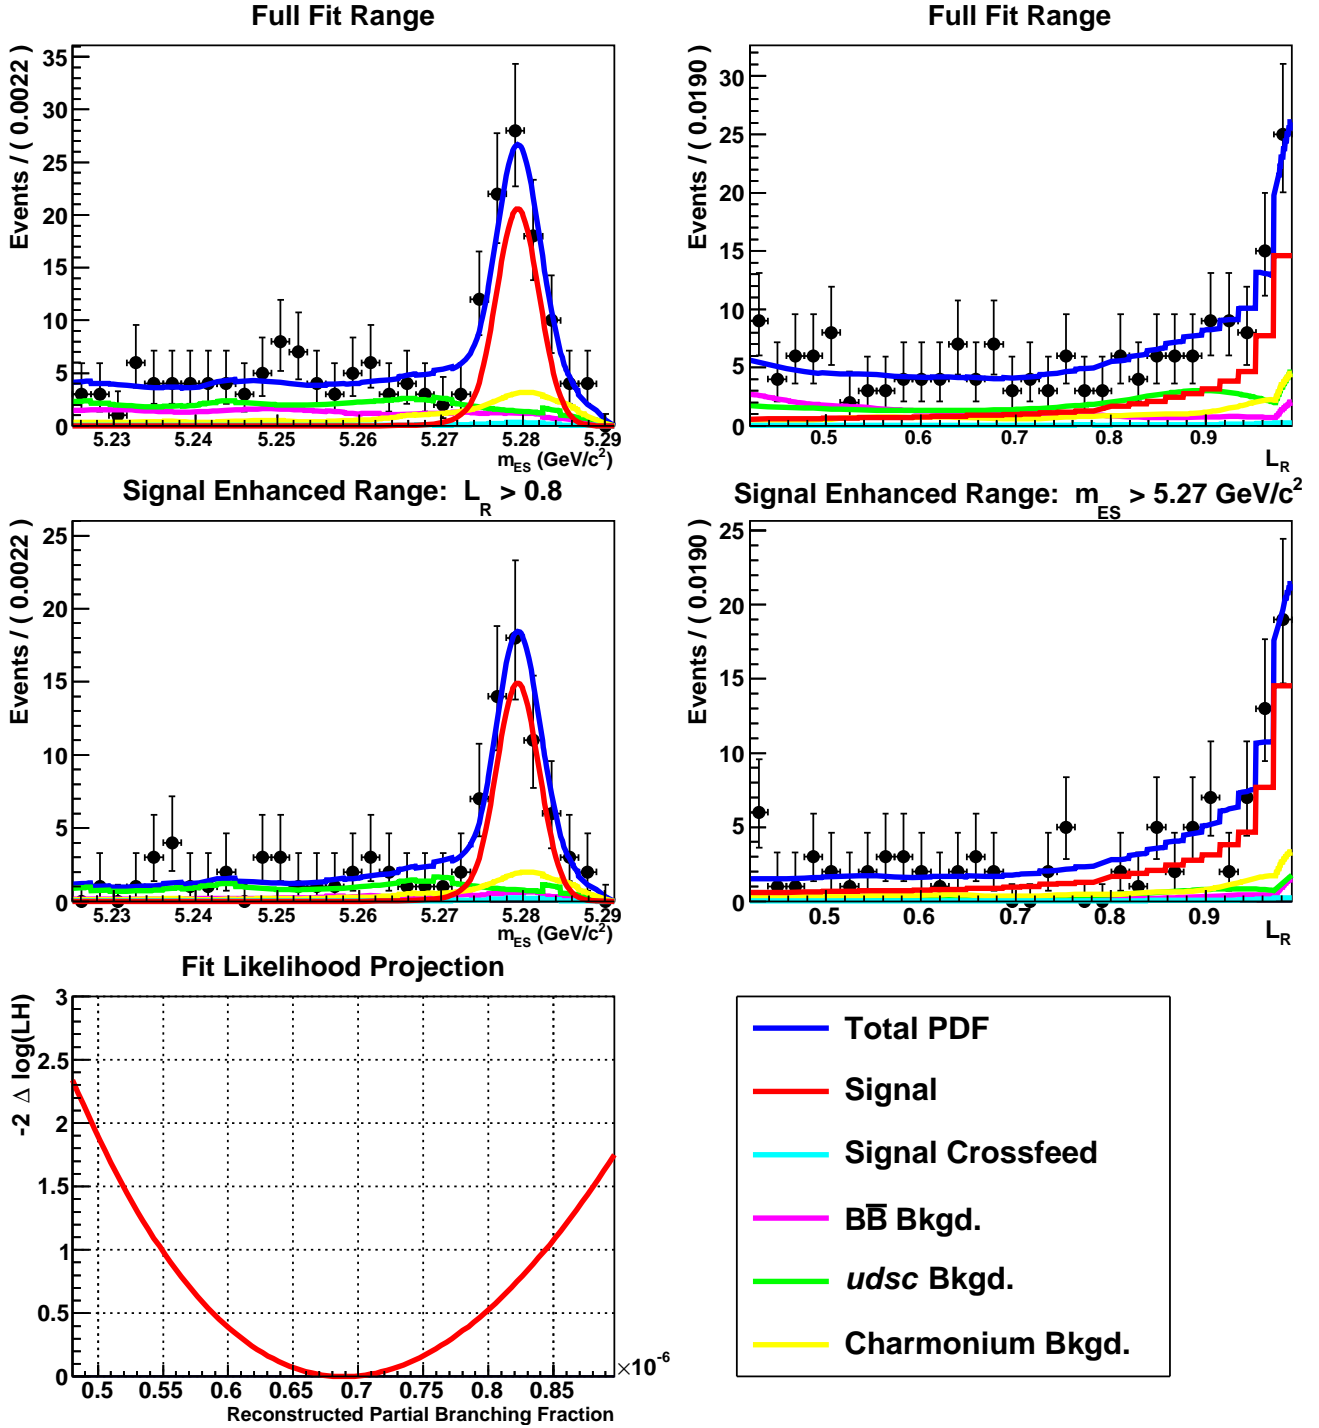 Full Fit Range
Events / ( 0.0022 )
35
30
25
20
15
10
5
0
5.23 5.24 5.25 5.26 5.27 5.28 5.29
m_ES (GeV/c²)
Full Fit Range
Events / ( 0.0190 )
30
25
20
15
10
5
0
0.5 0.6 0.7 0.8 0.9
L_R
Signal Enhanced Range: L_R > 0.8
Events / ( 0.0022 )
25
20
15
10
5
0
5.23 5.24 5.25 5.26 5.27 5.28 5.29
m_ES (GeV/c²)
Signal Enhanced Range: m_ES > 5.27 GeV/c²
Events / ( 0.0190 )
25
20
15
10
5
0
0.5 0.6 0.7 0.8 0.9
L_R
Fit Likelihood Projection
-2 Δ log(LH)
3
2.5
2
1.5
1
0.5
0
0.5 0.55 0.6 0.65 0.7 0.75 0.8 0.85
×10⁻⁶
Reconstructed Partial Branching Fraction
Total PDF
Signal
Signal Crossfeed
BB̅ Bkgd.
udsc Bkgd.
Charmonium Bkgd.